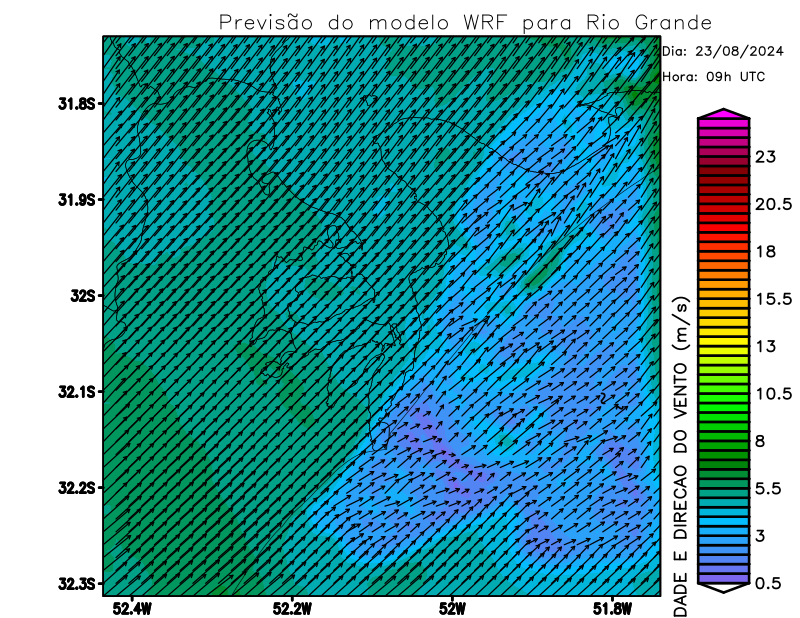 Previsão do modelo WRF para Rio Grande
Dia: 23/08/2024
Hora: 09h UTC
31.8S
31.9S
32S
32.1S
32.2S
32.3S
52.4W
52.2W
52W
51.8W
23
20.5
18
15.5
13
10.5
8
5.5
3
0.5
DADE E DIRECAO DO VENTO (m/s)